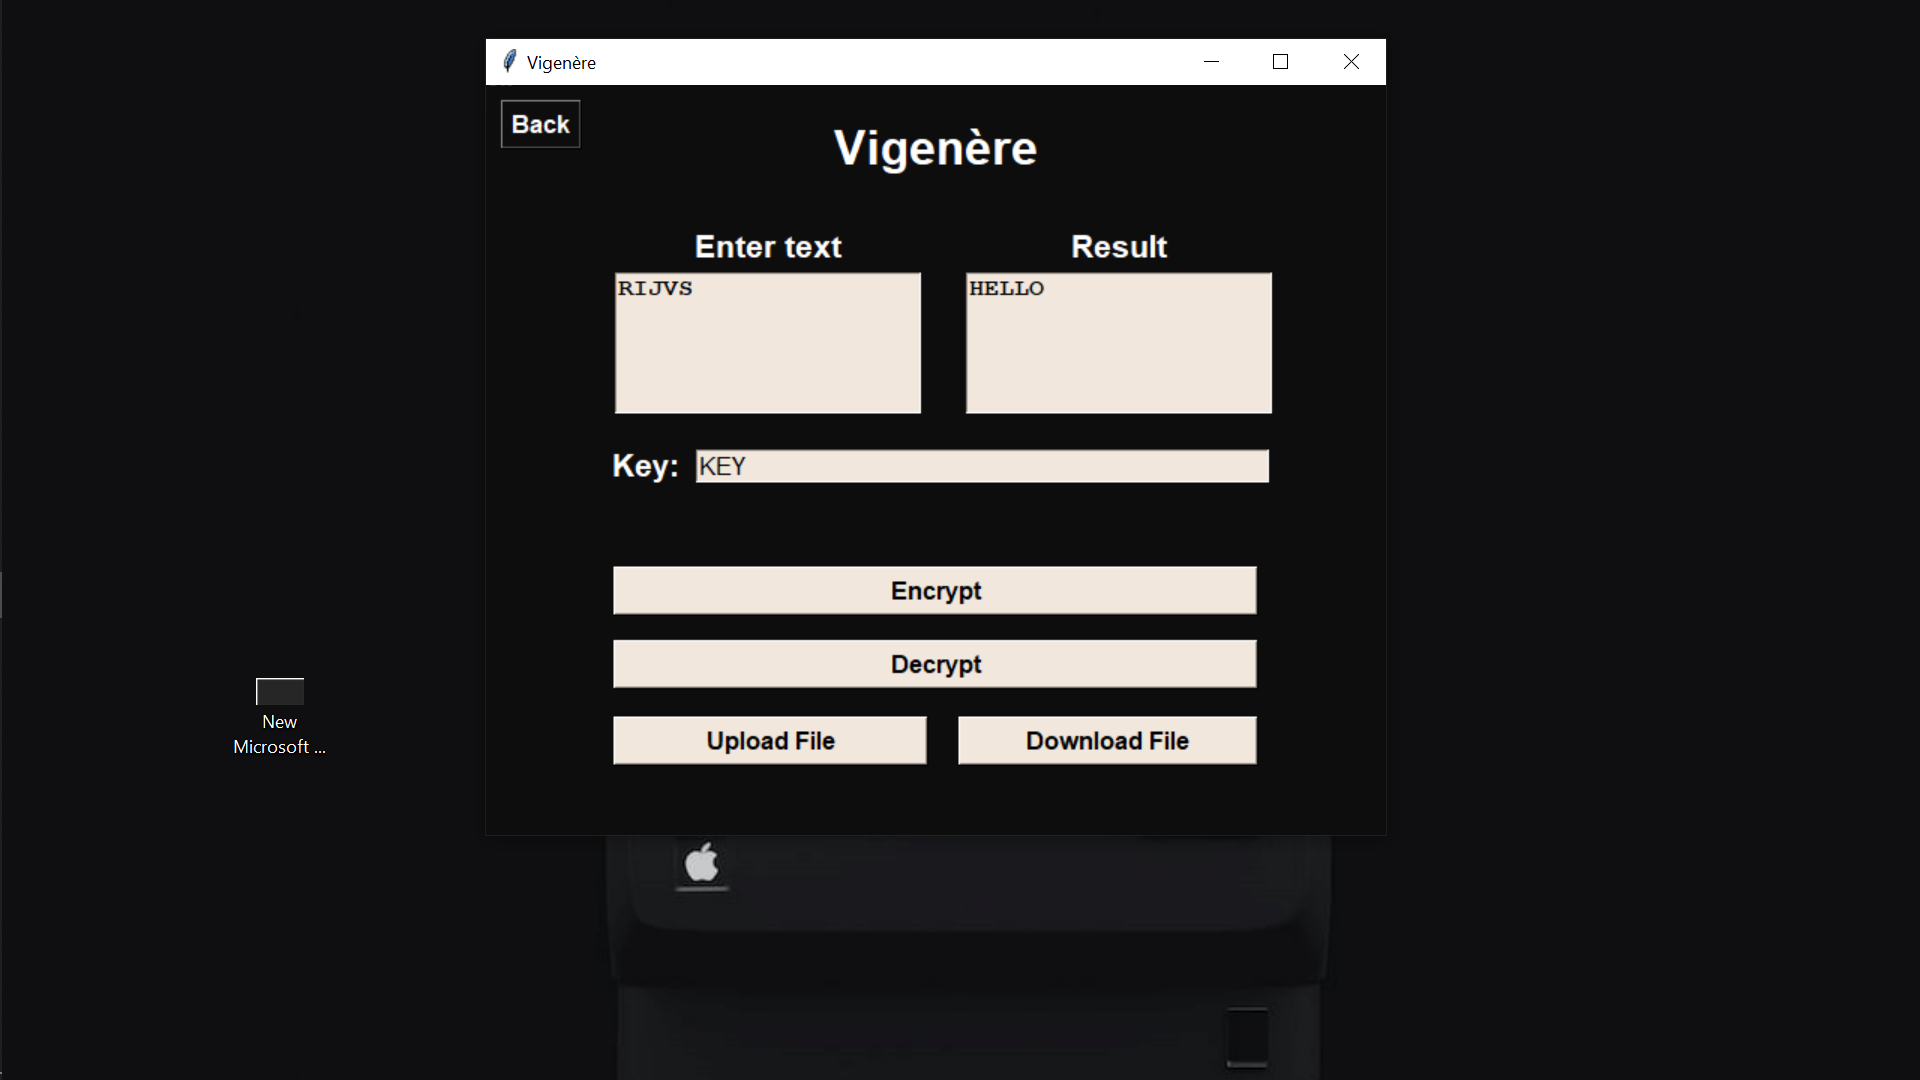 Vigenère
Back
Vigenère
Enter text
Result
RIJVS
HELLO
Key:
KEY
Encrypt
Decrypt
Upload File
Download File
New
Microsoft ...